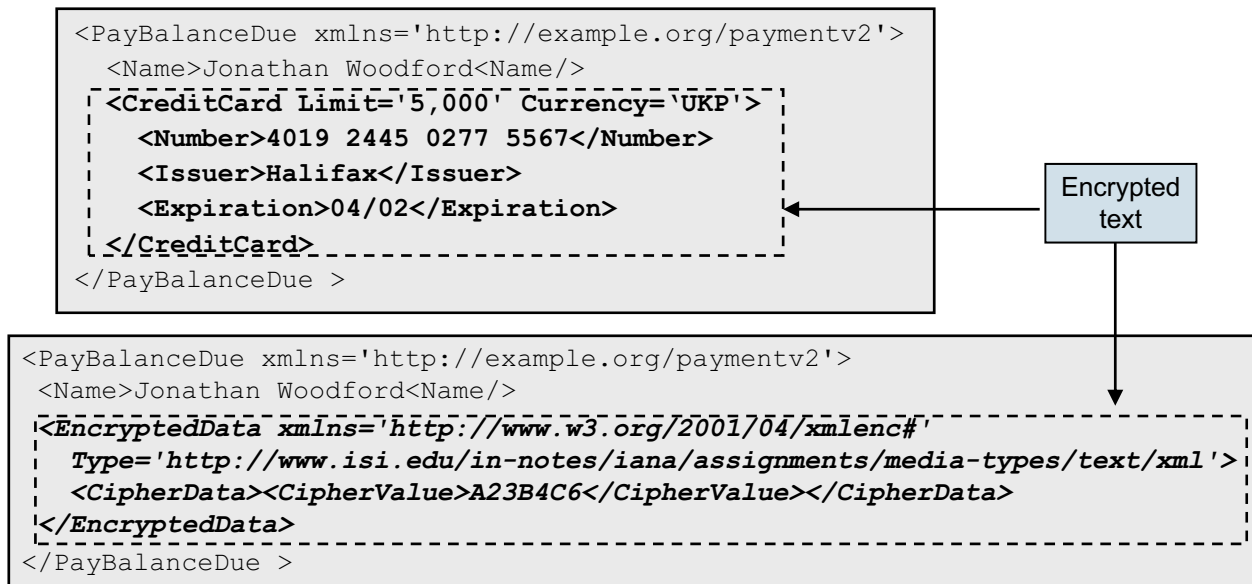 <PayBalanceDue xmlns='http://example.org/paymentv2'>
<Name>Jonathan Woodford<Name/>
<CreditCard Limit='5,000' Currency=‘UKP'>
<Number>4019 2445 0277 5567</Number>
<Issuer>Halifax</Issuer>
<Expiration>04/02</Expiration>
</CreditCard>
</PayBalanceDue >
Encrypted
text
<PayBalanceDue xmlns='http://example.org/paymentv2'>
<Name>Jonathan Woodford<Name/>
<EncryptedData xmlns='http://www.w3.org/2001/04/xmlenc#'
Type='http://www.isi.edu/in-notes/iana/assignments/media-types/text/xml'>
<CipherData><CipherValue>A23B4C6</CipherValue></CipherData>
</EncryptedData>
</PayBalanceDue >